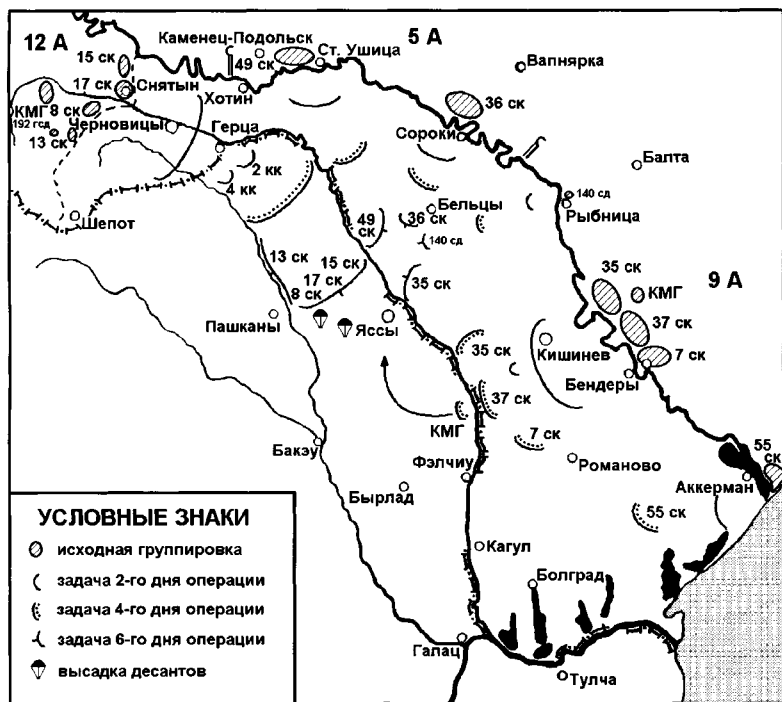 12 А
5 А
Каменец-Подольск
Ст. Ушица
Вапнярка
15 ск
49 ск
17 ск
Снятын
Хотин
36 ск
КМГ
8 ск
192 гсд
Черновицы
Герца
Сороки
13 ск
2 кк
4 кк
Балта
140 сд
Рыбница
Шепот
Бельцы
49
ск
36 ск
140 сд
13 ск
15 ск
17 ск
8 ск
35 ск
35 ск
9 А
КМГ
37 ск
Пашканы
Яссы
35 ск
Кишинев
7 ск
Бендеры
37 ск
КМГ
7 ск
Бакэу
Фэлчиу
Романово
55
ск
Бырлад
Аккерман
55 ск
Кагул
Болград
Галац
Тулча
УСЛОВНЫЕ ЗНАКИ
исходная группировка
задача 2-го дня операции
задача 4-го дня операции
задача 6-го дня операции
высадка десантов